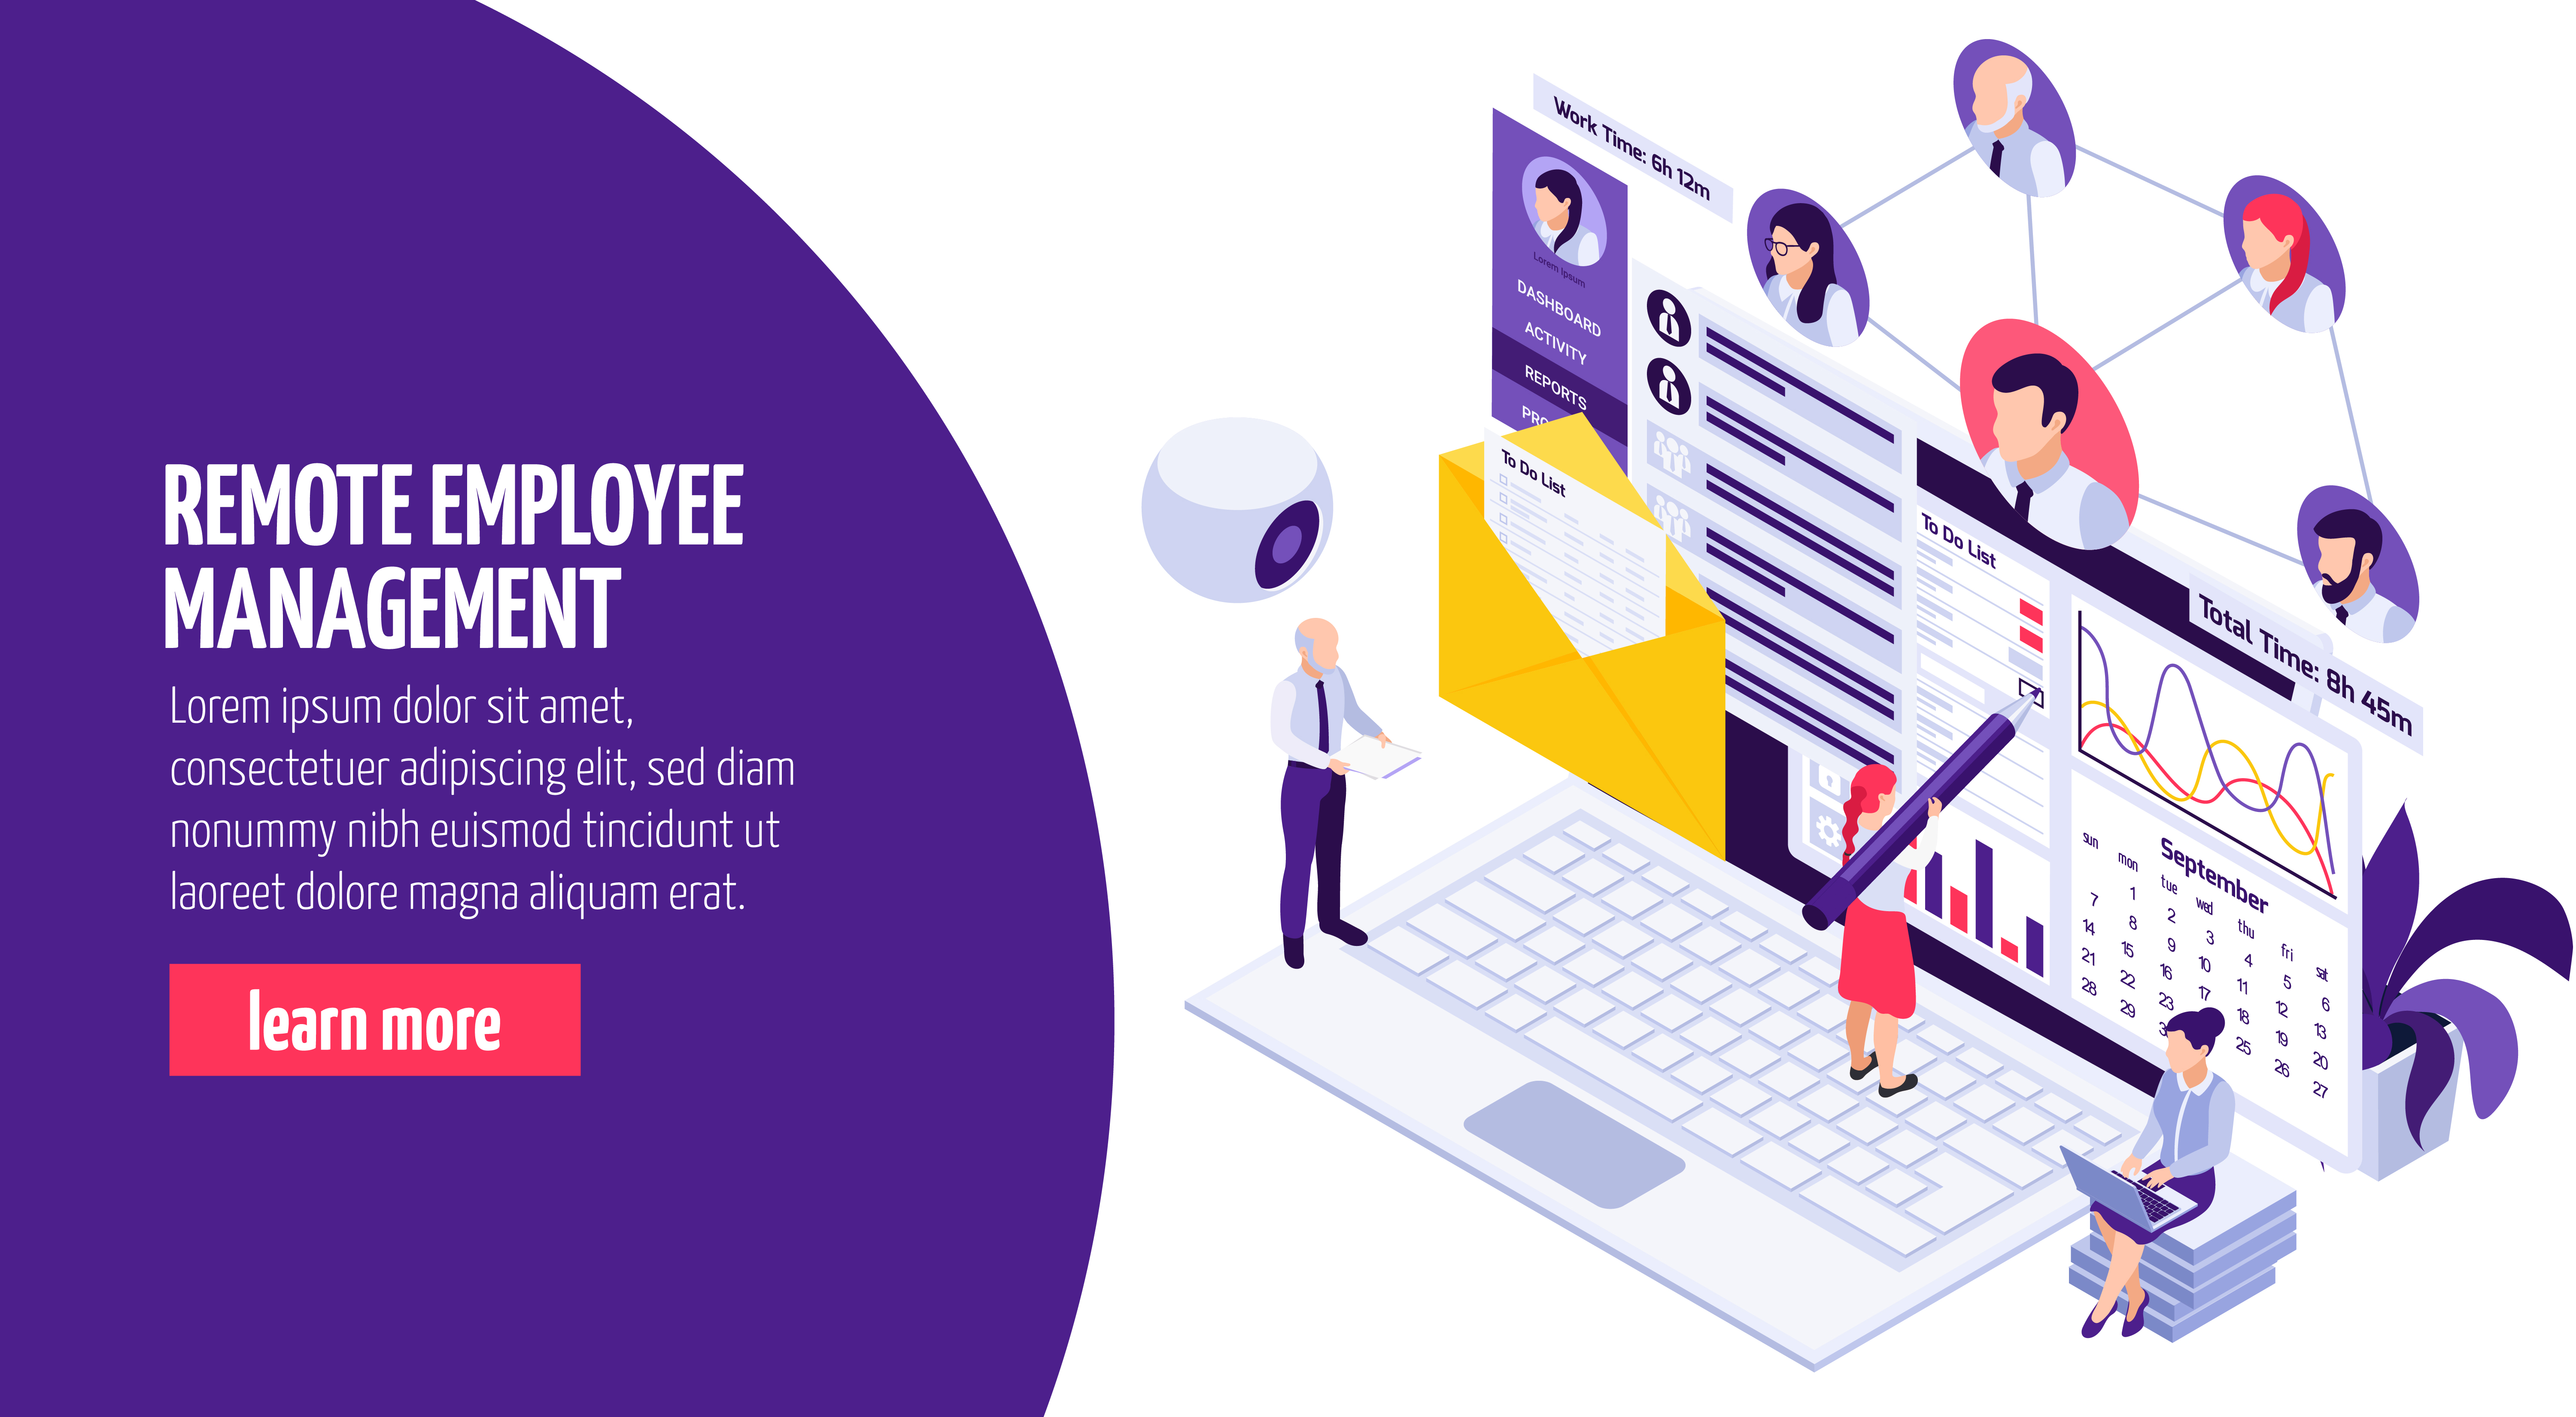 REMOTE EMPLOYEE
MANAGEMENT
Lorem ipsum dolor sit amet,
consectetuer adipiscing elit, sed diam
nonummy nibh euismod tincidunt ut
laoreet dolore magna aliquam erat.
learn more
Work Time: 6h 12m
Lorem Ipsum
DASHBOARD
ACTIVITY
REPORTS
To Do List
To Do List
Total Time: 8h 45m
September
sun mon tue wed thu fri sat
1 2 3 4 5 6
7 8 9 10 11 12 13
14 15 16 17 18 19 20
21 22 23 25 26 27
28 29